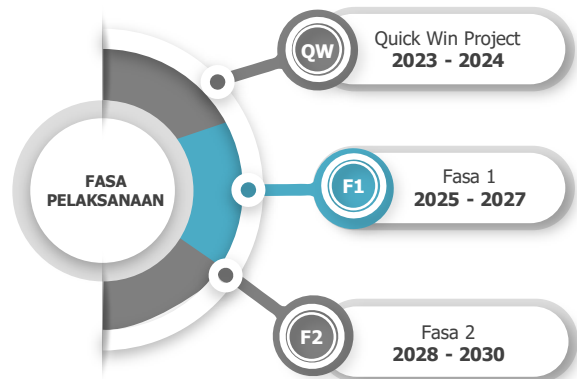 QW
Quick Win Project
2023 - 2024
FASA
PELAKSANAAN
F1
Fasa 1
2025 - 2027
F2
Fasa 2
2028 - 2030